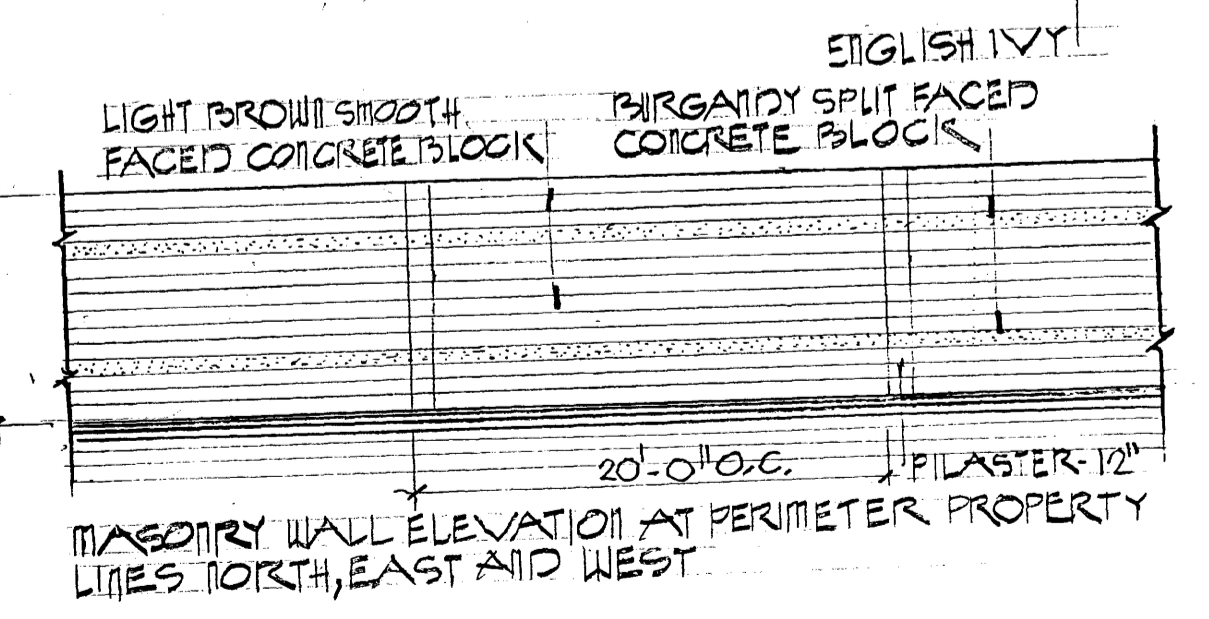 ENGLISH IVY
LIGHT BROWN SMOOTH
FACED CONCRETE BLOCK
BURGANDY SPLIT FACED
CONCRETE BLOCK
20'-0" O.C.
PILASTER-12"
MASONRY WALL ELEVATION AT PERIMETER PROPERTY
LINES NORTH, EAST AND WEST